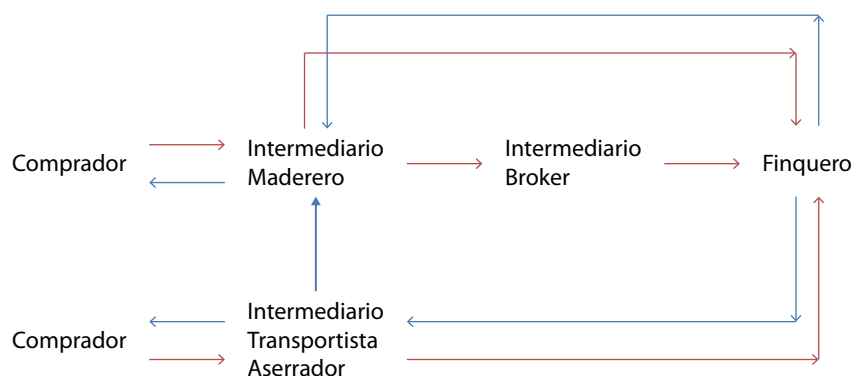 Comprador
Intermediario
Maderero
Intermediario
Broker
Finquero
Comprador
Intermediario
Transportista
Aserrador